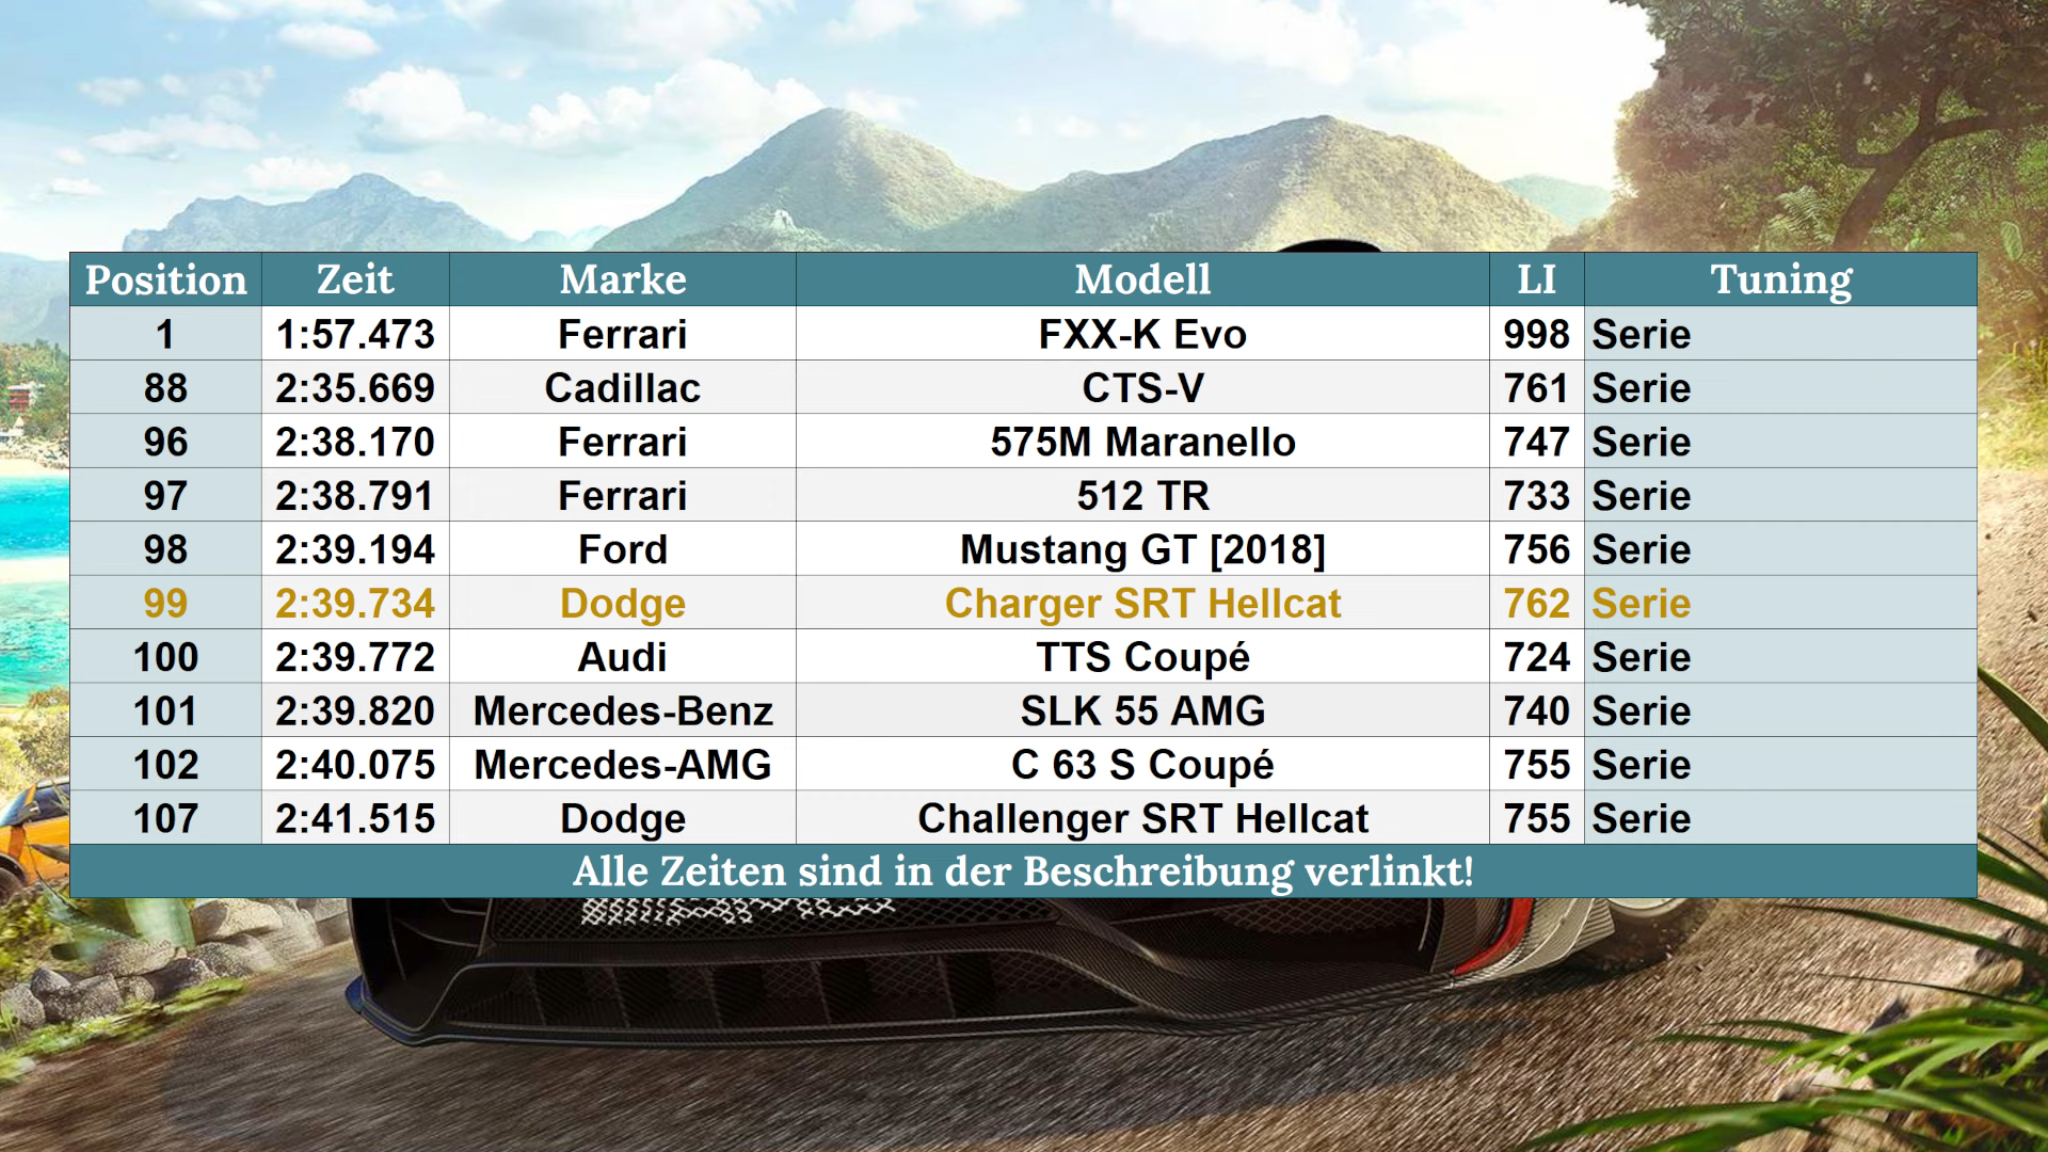 Position Zeit Marke Modell LI Tuning
1 1:57.473 Ferrari FXX-K Evo 998 Serie
88 2:35.669 Cadillac CTS-V 761 Serie
96 2:38.170 Ferrari 575M Maranello 747 Serie
97 2:38.791 Ferrari 512 TR 733 Serie
98 2:39.194 Ford Mustang GT [2018] 756 Serie
99 2:39.734 Dodge Charger SRT Hellcat 762 Serie
100 2:39.772 Audi TTS Coupé 724 Serie
101 2:39.820 Mercedes-Benz SLK 55 AMG 740 Serie
102 2:40.075 Mercedes-AMG C 63 S Coupé 755 Serie
107 2:41.515 Dodge Challenger SRT Hellcat 755 Serie
Alle Zeiten sind in der Beschreibung verlinkt!